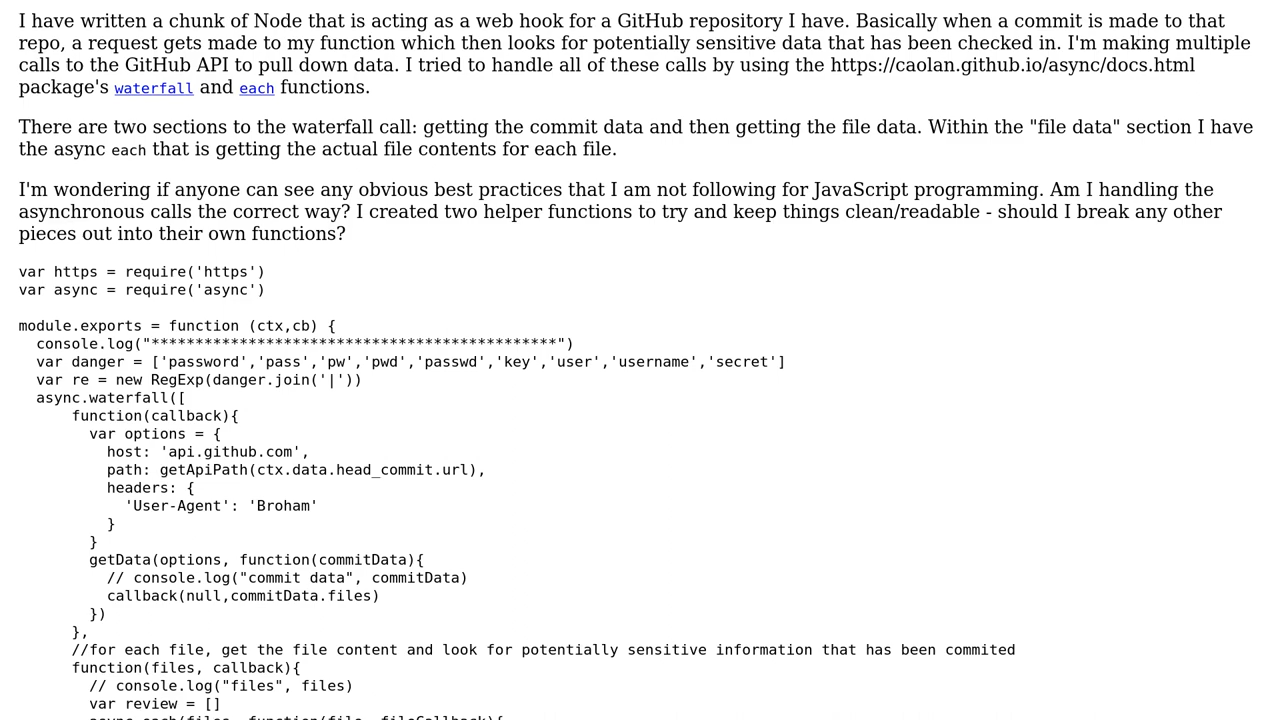 I have written a chunk of Node that is acting as a web hook for a GitHub repository I have. Basically when a commit is made to that
repo, a request gets made to my function which then looks for potentially sensitive data that has been checked in. I'm making multiple
calls to the GitHub API to pull down data. I tried to handle all of these calls by using the https://caolan.github.io/async/docs.html
package's waterfall and each functions.
There are two sections to the waterfall call: getting the commit data and then getting the file data. Within the "file data" section I have
the async each that is getting the actual file contents for each file.
I'm wondering if anyone can see any obvious best practices that I am not following for JavaScript programming. Am I handling the
asynchronous calls the correct way? I created two helper functions to try and keep things clean/readable - should I break any other
pieces out into their own functions?
var https = require('https')
var async = require('async')
module.exports = function (ctx,cb) {
  console.log("**********************************************")
  var danger = ['password','pass','pw','pwd','passwd','key','user','username','secret']
  var re = new RegExp(danger.join('|'))
  async.waterfall([
      function(callback){
        var options = {
          host: 'api.github.com',
          path: getApiPath(ctx.data.head_commit.url),
          headers: {
            'User-Agent': 'Broham'
          }
        }
        getData(options, function(commitData){
          // console.log("commit data", commitData)
          callback(null,commitData.files)
        })
      },
      //for each file, get the file content and look for potentially sensitive information that has been commited
      function(files, callback){
        // console.log("files", files)
        var review = []
        async.each(files, function(file, fileCallback){